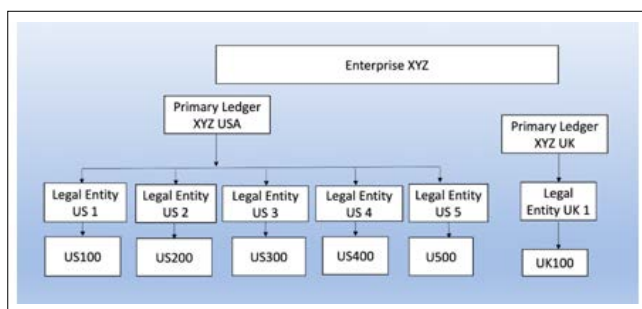 Enterprise XYZ
Primary Ledger
XYZ USA
Primary Ledger
XYZ UK
Legal Entity
US 1
Legal Entity
US 2
Legal Entity
US 3
Legal Entity
US 4
Legal Entity
US 5
Legal
Entity UK 1
US100
US200
US300
US400
U500
UK100